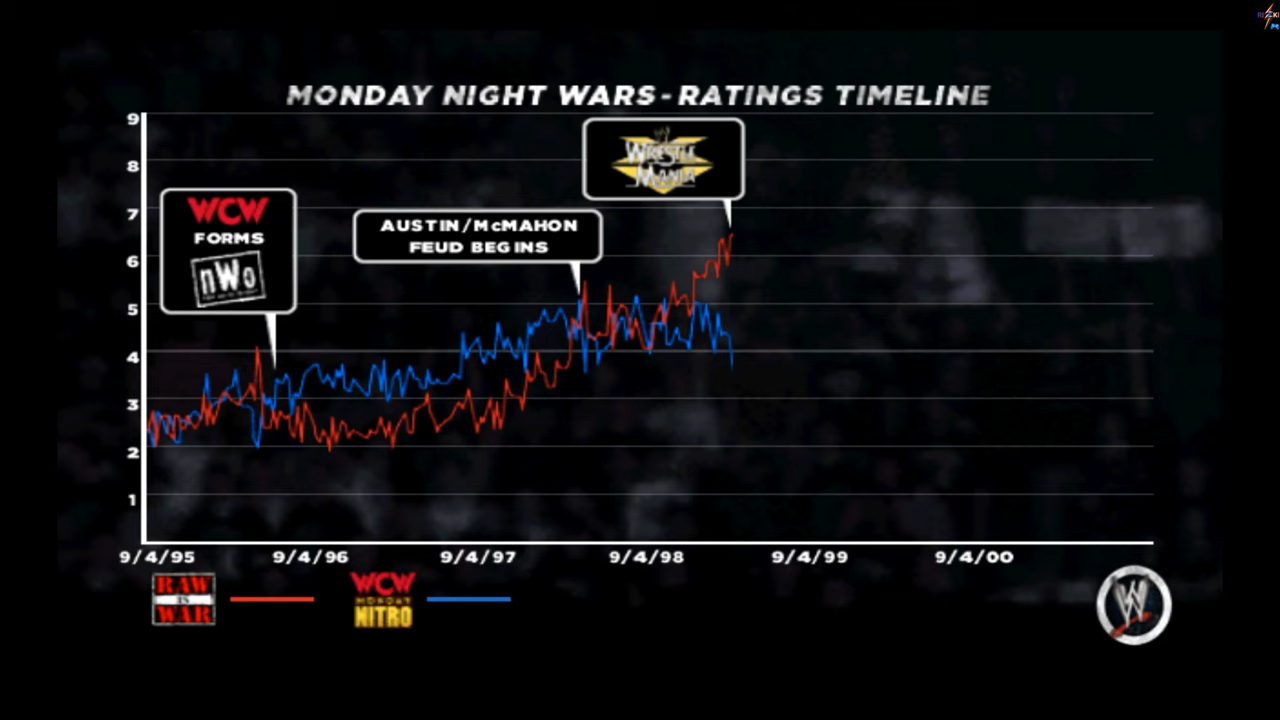 MONDAY NIGHT WARS - RATINGS TIMELINE
9
8
7
6
5
4
3
2
1
WCW
FORMS
nWo
AUSTIN/McMAHON
FEUD BEGINS
WRESTLE
MANIA
9/4/95 9/4/96 9/4/97 9/4/98 9/4/99 9/4/00
RAW
IS
WAR
WCW
MONDAY
NITRO
W